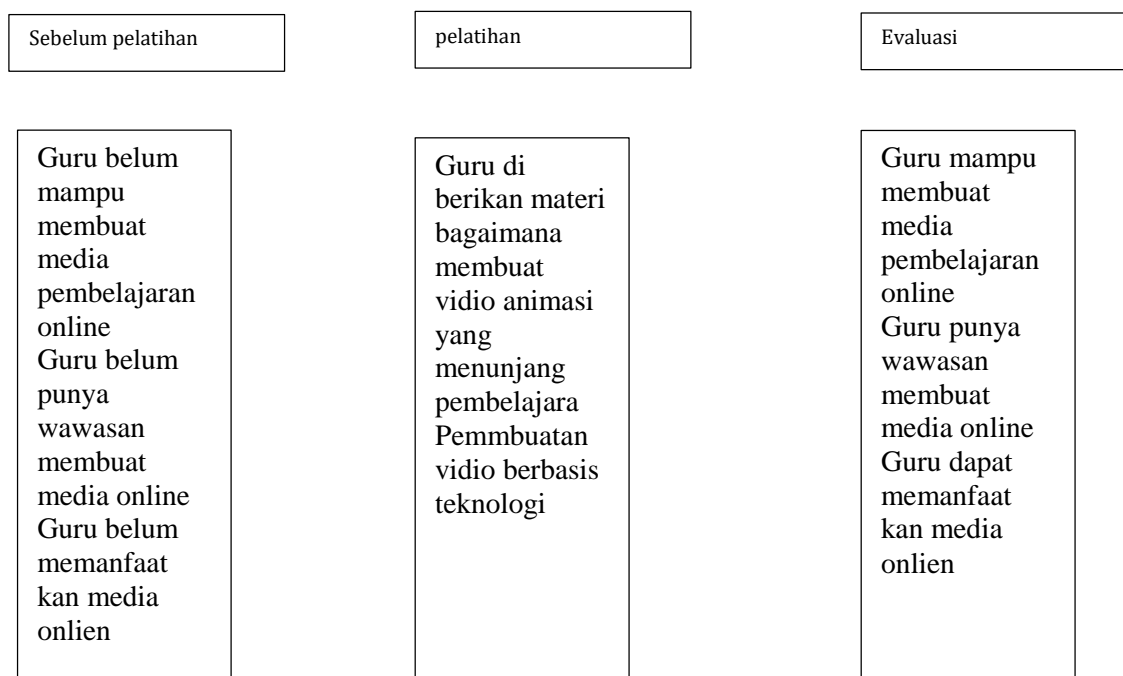 Sebelum pelatihan
pelatihan
Evaluasi
Guru belum
mampu
membuat
media
pembelajaran
online
Guru belum
punya
wawasan
membuat
media online
Guru belum
memanfaat
kan media
onlien
Guru di
berikan materi
bagaimana
membuat
vidio animasi
yang
menunjang
pembelajara
Pemmbuatan
vidio berbasis
teknologi
Guru mampu
membuat
media
pembelajaran
online
Guru punya
wawasan
membuat
media online
Guru dapat
memanfaat
kan media
onlien